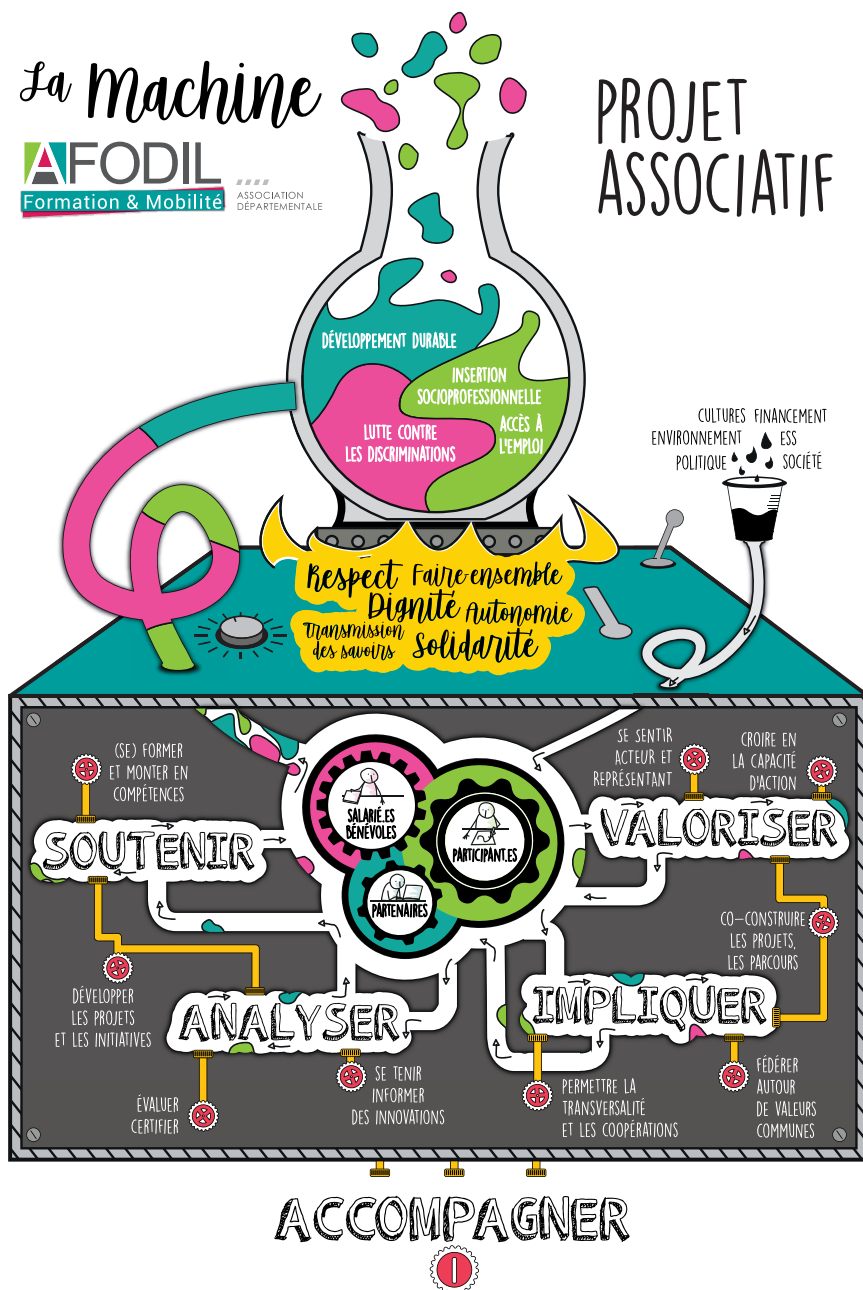 La Machine
AFODIL
Formation & Mobilité
ASSOCIATION
DÉPARTEMENTALE
PROJET
ASSOCIATIF
DÉVELOPPEMENT DURABLE
INSERTION
SOCIOPROFESSIONNELLE
ACCÈS À
L'EMPLOI
LUTTE CONTRE
LES DISCRIMINATIONS
CULTURES FINANCEMENT
ENVIRONNEMENT ESS
POLITIQUE SOCIÉTÉ
Respect Faire-ensemble
Dignité Autonomie
Transmission
des savoirs Solidarité
(SE) FORMER
ET MONTER EN
COMPÉTENCES
SE SENTIR
ACTEUR ET
REPRÉSENTANT
CROIRE EN
LA CAPACITÉ
D'ACTION
SALARIÉ.ES
BÉNÉVOLES
PARTICIPANT.ES
PARTENAIRES
SOUTENIR
VALORISER
CO-CONSTRUIRE
LES PROJETS,
LES PARCOURS
DÉVELOPPER
LES PROJETS
ET LES INITIATIVES
ANALYSER
IMPLIQUER
ÉVALUER
CERTIFIER
SE TENIR
INFORMER
DES INNOVATIONS
PERMETTRE LA
TRANSVERSALITÉ
ET LES COOPÉRATIONS
FÉDÉRER
AUTOUR
DE VALEURS
COMMUNES
ACCOMPAGNER
I